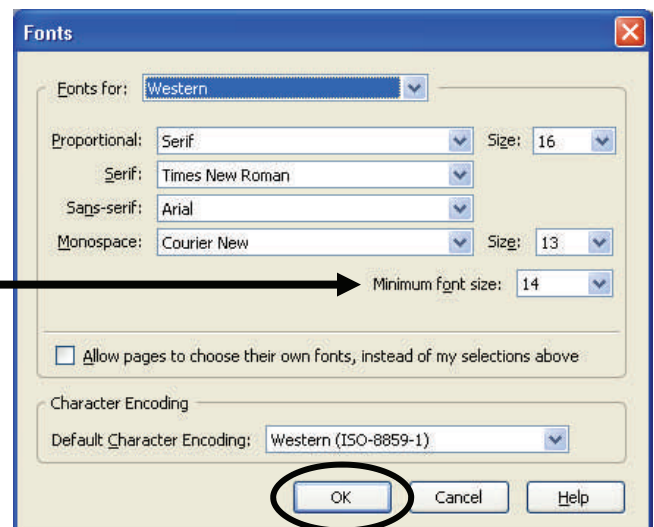 Fonts
Fonts for: Western
Proportional: Serif Size: 16
Serif: Times New Roman
Sans-serif: Arial
Monospace: Courier New Size: 13
Minimum font size: 14
Allow pages to choose their own fonts, instead of my selections above
Character Encoding
Default Character Encoding: Western (ISO-8859-1)
OK Cancel Help